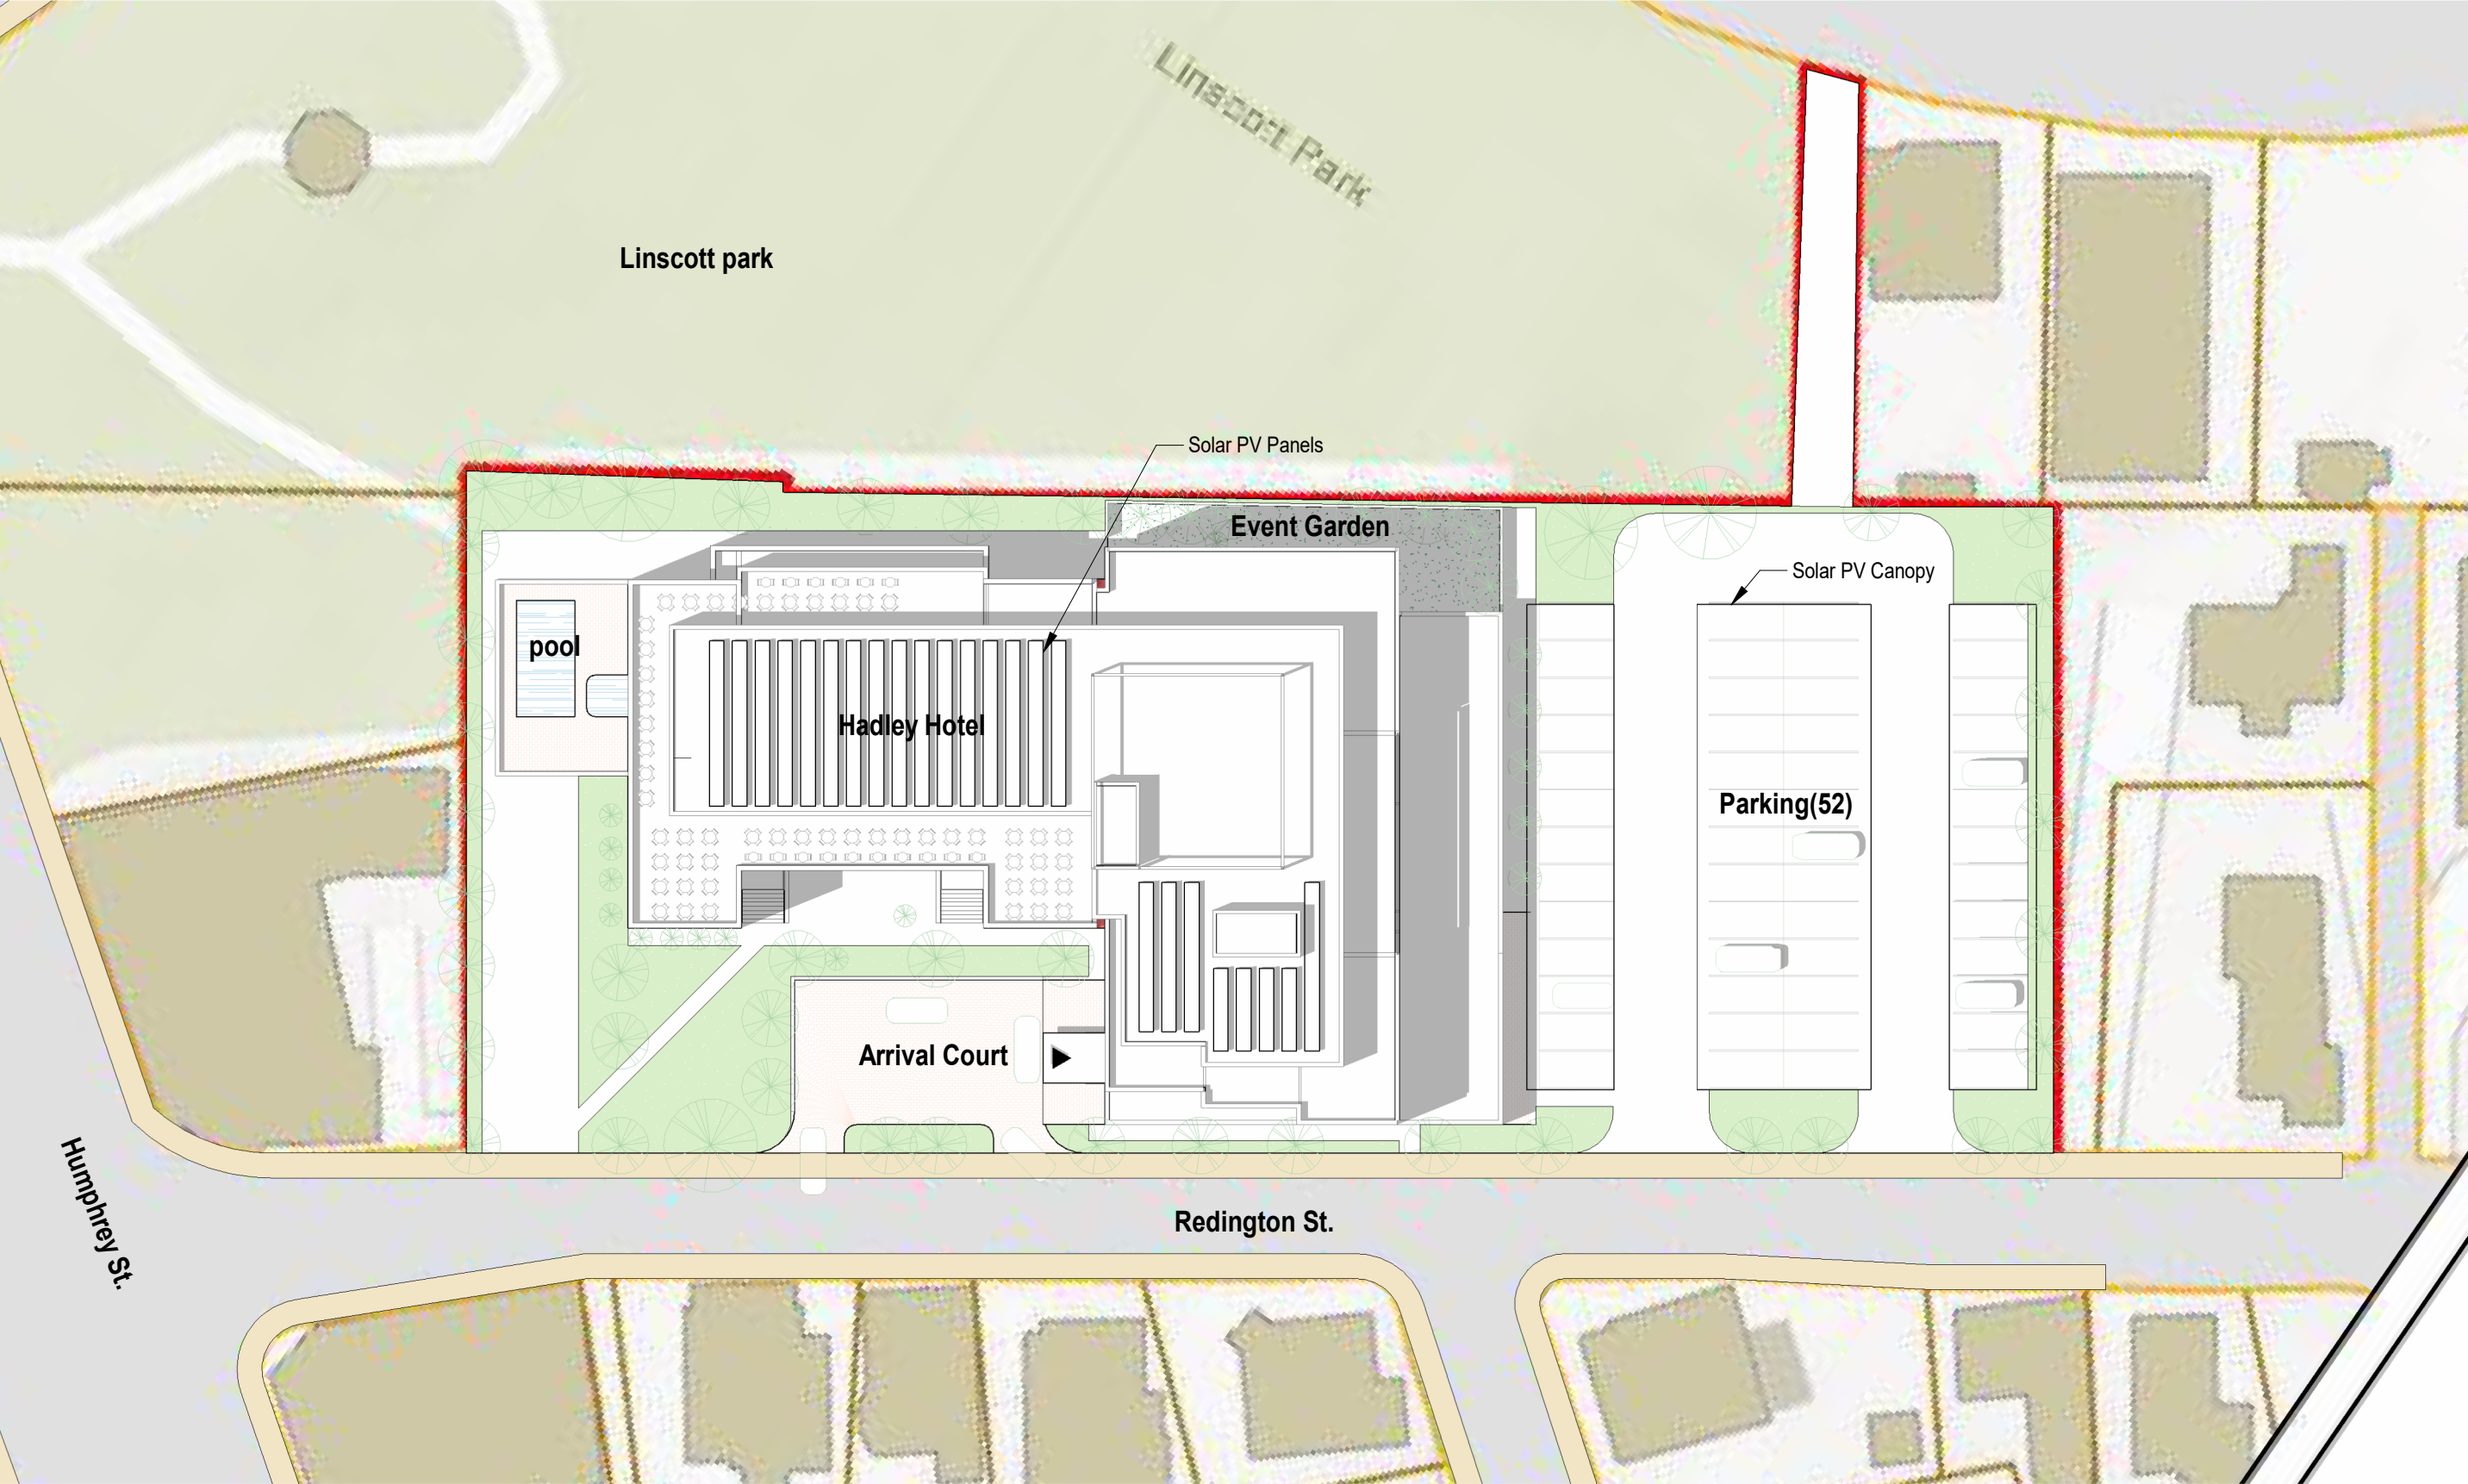 Linscott Park
Linscott park
Solar PV Panels
Event Garden
Solar PV Canopy
pool
Hadley Hotel
Parking(52)
Arrival Court
Humphrey St.
Redington St.